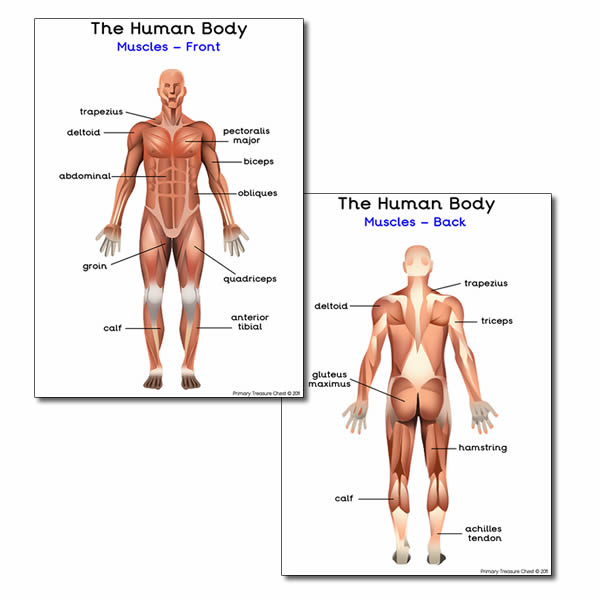 The Human Body
Muscles – Front
trapezius
deltoid
pectoralis
major
biceps
abdominal
obliques
groin
quadriceps
anterior
tibial
calf
Primary Treasure Chest © 2011
The Human Body
Muscles – Back
trapezius
deltoid
triceps
gluteus
maximus
hamstring
calf
achilles
tendon
Primary Treasure Chest © 2011